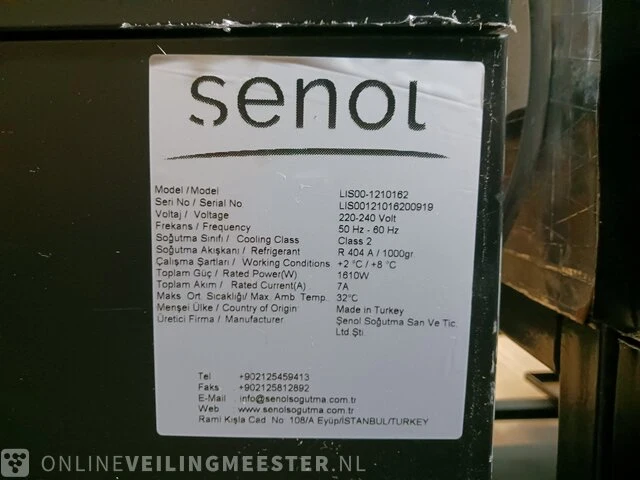 senol
Model / Model LIS00-1210162
Seri No / Serial No LIS00121016200919
Voltaj / Voltage 220-240 Volt
Frekans / Frequency 50 Hz - 60 Hz
Soğutma Sınıfı / Cooling Class Class 2
Soğutma Akışkanı / Refrigerant R 404 A / 1000gr
Çalışma Şartları / Working Conditions +2 °C / +8 °C
Toplam Güç / Rated Power(W) 1610W
Toplam Akım / Rated Current(A) 7A
Maks. Ort. Sıcaklığı/ Max. Amb Temp. 32°C
Menşei Ülke / Country of Origin Made in Turkey
Üretici Firma / Manufacturer Şenol Soğutma San Ve Tic.
Ltd Şti
Tel +902125459413
Faks +902125812892
E-Mail info@senolsogutma.com.tr
Web www.senolsogutma.com.tr
Rami Kışla Cad No 108/A Eyüp/İSTANBUL/TURKEY
ONLINEVEILINGMEESTER.NL